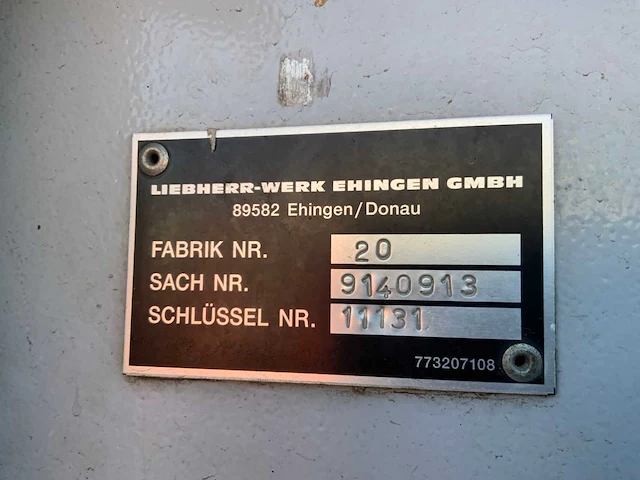 LIEBHERR-WERK EHINGEN GMBH
89582 Ehingen/Donau
FABRIK NR. 20
SACH NR. 9140913
SCHLÜSSEL NR. 11131
773207108